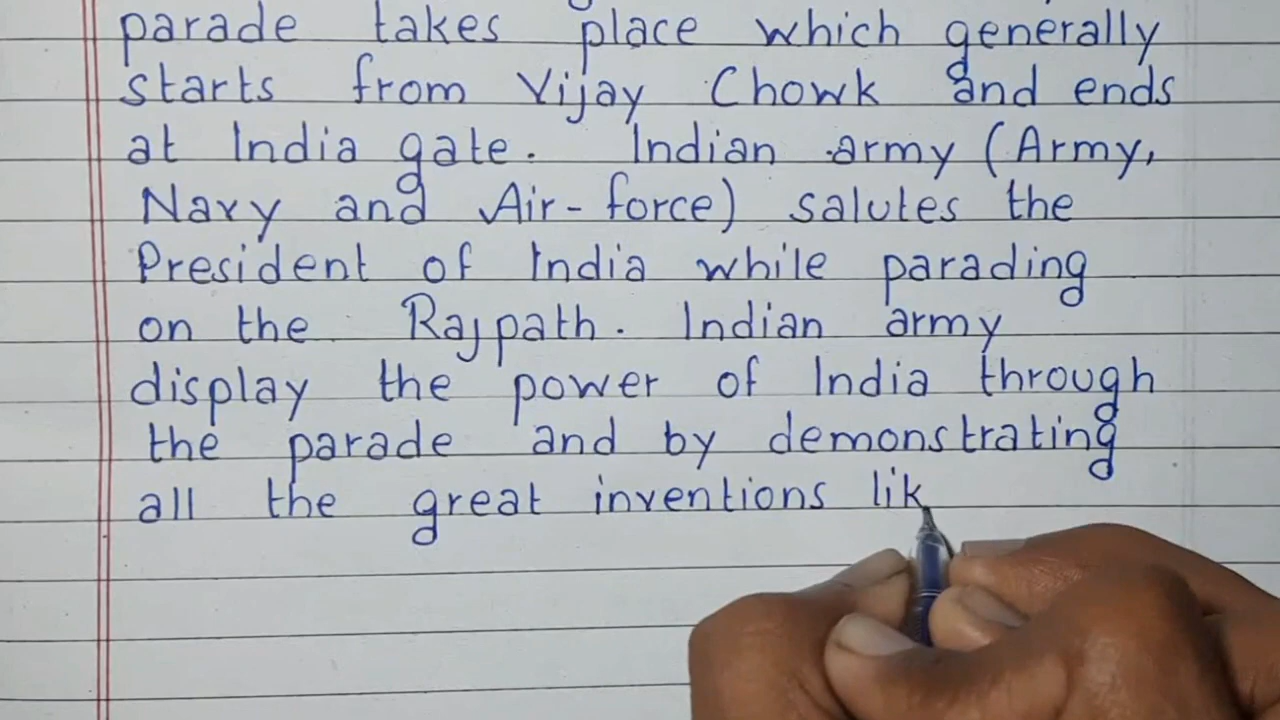 parade takes place which generally
starts from Vijay Chowk and ends
at India gate. Indian army (Army,
Navy and Air-force) salutes the
President of India while parading
on the Rajpath. Indian army
display the power of India through
the parade and by demonstrating
all the great inventions lik